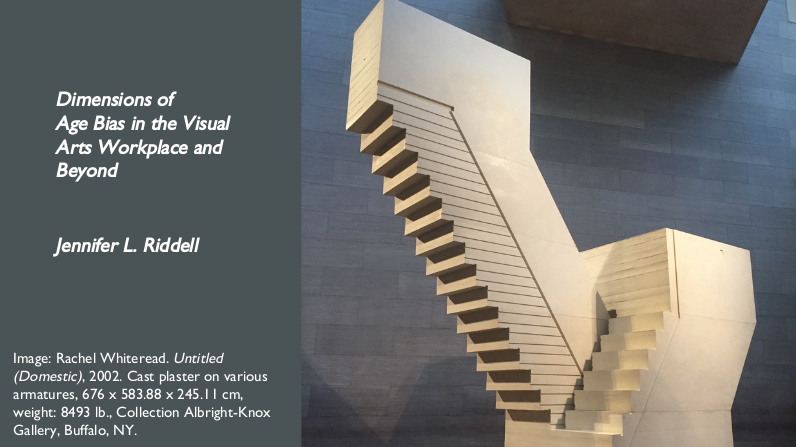 Dimensions of
Age Bias in the Visual
Arts Workplace and
Beyond
Jennifer L. Riddell
Image: Rachel Whiteread. Untitled
(Domestic), 2002. Cast plaster on various
armatures, 676 x 583.88 x 245.11 cm,
weight: 8493 lb., Collection Albright-Knox
Gallery, Buffalo, NY.